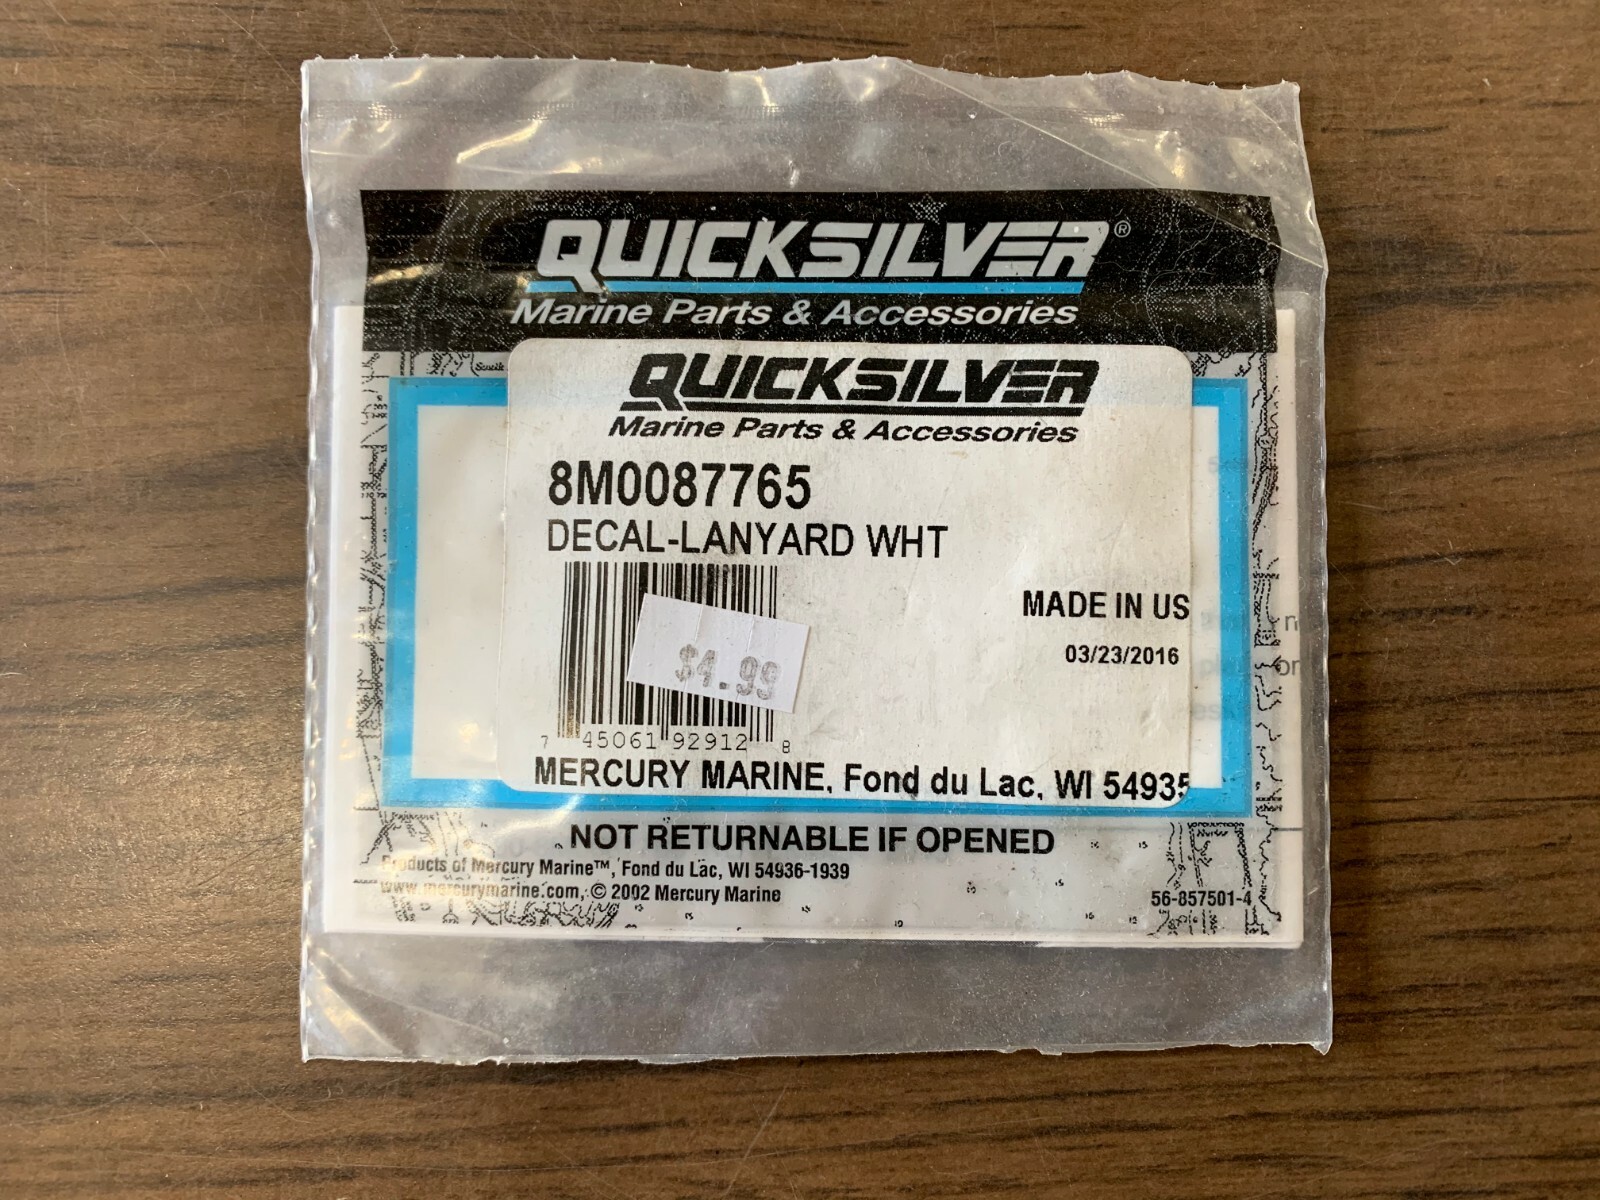 QUICKSILVER®
Marine Parts & Accessories
QUICKSILVER
Marine Parts & Accessories
8M0087765
DECAL-LANYARD WHT
MADE IN US
03/23/2016
$4.99
7 45061 92912 8
MERCURY MARINE, Fond du Lac, WI 54935
NOT RETURNABLE IF OPENED
Products of Mercury Marine™, Fond du Lac, WI 54936-1939
www.mercurymarine.com, © 2002 Mercury Marine
56-857501-4